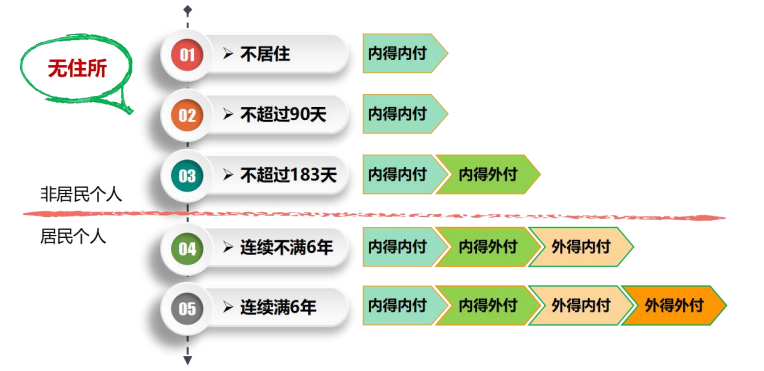 无住所
01 不居住 内得内付
02 不超过90天 内得内付
03 不超过183天 内得内付 内得外付
非居民个人
居民个人
04 连续不满6年 内得内付 内得外付 外得内付
05 连续满6年 内得内付 内得外付 外得内付 外得外付